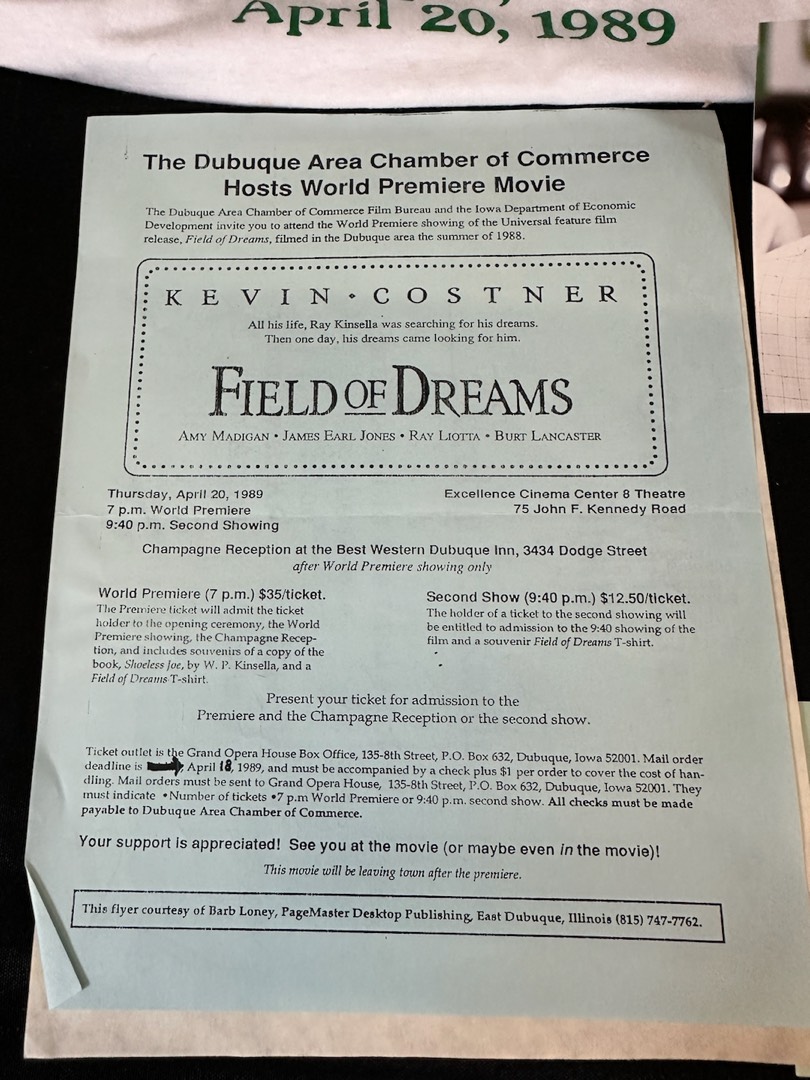 April 20, 1989
The Dubuque Area Chamber of Commerce
Hosts World Premiere Movie
The Dubuque Area Chamber of Commerce Film Bureau and the Iowa Department of Economic
Development invite you to attend the World Premiere showing of the Universal feature film
release, Field of Dreams, filmed in the Dubuque area the summer of 1988.
KEVIN • COSTNER
All his life, Ray Kinsella was searching for his dreams.
Then one day, his dreams came looking for him.
FIELD OF DREAMS
AMY MADIGAN • JAMES EARL JONES • RAY LIOTTA • BURT LANCASTER
Thursday, April 20, 1989
7 p.m. World Premiere
9:40 p.m. Second Showing
Excellence Cinema Center 8 Theatre
75 John F. Kennedy Road
Champagne Reception at the Best Western Dubuque Inn, 3434 Dodge Street
after World Premiere showing only
World Premiere (7 p.m.) $35/ticket.
The Premiere ticket will admit the ticket
holder to the opening ceremony, the World
Premiere showing, the Champagne Recep-
tion, and includes souvenirs of a copy of the
book, Shoeless Joe, by W. P. Kinsella, and a
Field of Dreams T-shirt.
Second Show (9:40 p.m.) $12.50/ticket.
The holder of a ticket to the second showing will
be entitled to admission to the 9:40 showing of the
film and a souvenir Field of Dreams T-shirt.
Present your ticket for admission to the
Premiere and the Champagne Reception or the second show.
Ticket outlet is the Grand Opera House Box Office, 135-8th Street, P.O. Box 632, Dubuque, Iowa 52001. Mail order
deadline is April 18, 1989, and must be accompanied by a check plus $1 per order to cover the cost of han-
dling. Mail orders must be sent to Grand Opera House, 135-8th Street, P.O. Box 632, Dubuque, Iowa 52001. They
must indicate •Number of tickets •7 p.m World Premiere or 9:40 p.m. second show. All checks must be made
payable to Dubuque Area Chamber of Commerce.
Your support is appreciated! See you at the movie (or maybe even in the movie)!
This movie will be leaving town after the premiere.
This flyer courtesy of Barb Loney, PageMaster Desktop Publishing, East Dubuque, Illinois (815) 747-7762.